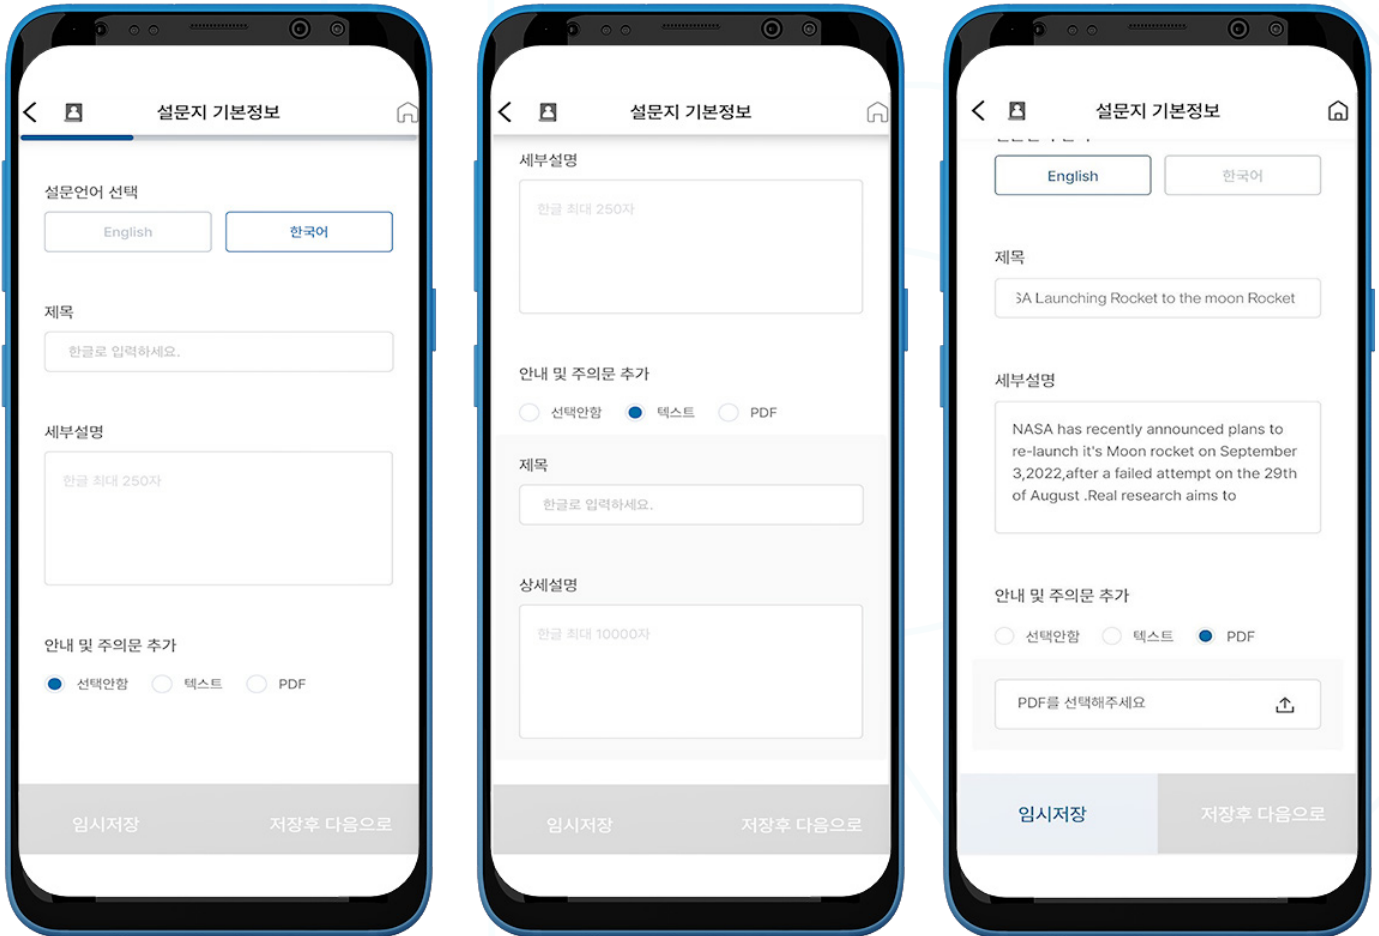 설문지 기본정보
설문언어 선택
English
한국어
제목
한글로 입력하세요.
세부설명
한글 최대 250자
안내 및 주의문 추가
선택안함
텍스트
PDF
임시저장
저장후 다음으로
설문지 기본정보
세부설명
한글 최대 250자
안내 및 주의문 추가
선택안함
텍스트
PDF
제목
한글로 입력하세요.
상세설명
한글 최대 10000자
임시저장
저장후 다음으로
설문지 기본정보
English
한국어
제목
SA Launching Rocket to the moon Rocket
세부설명
NASA has recently announced plans to
re-launch it's Moon rocket on September
3,2022,after a failed attempt on the 29th
of August .Real research aims to
안내 및 주의문 추가
선택안함
텍스트
PDF
PDF를 선택해주세요
임시저장
저장후 다음으로